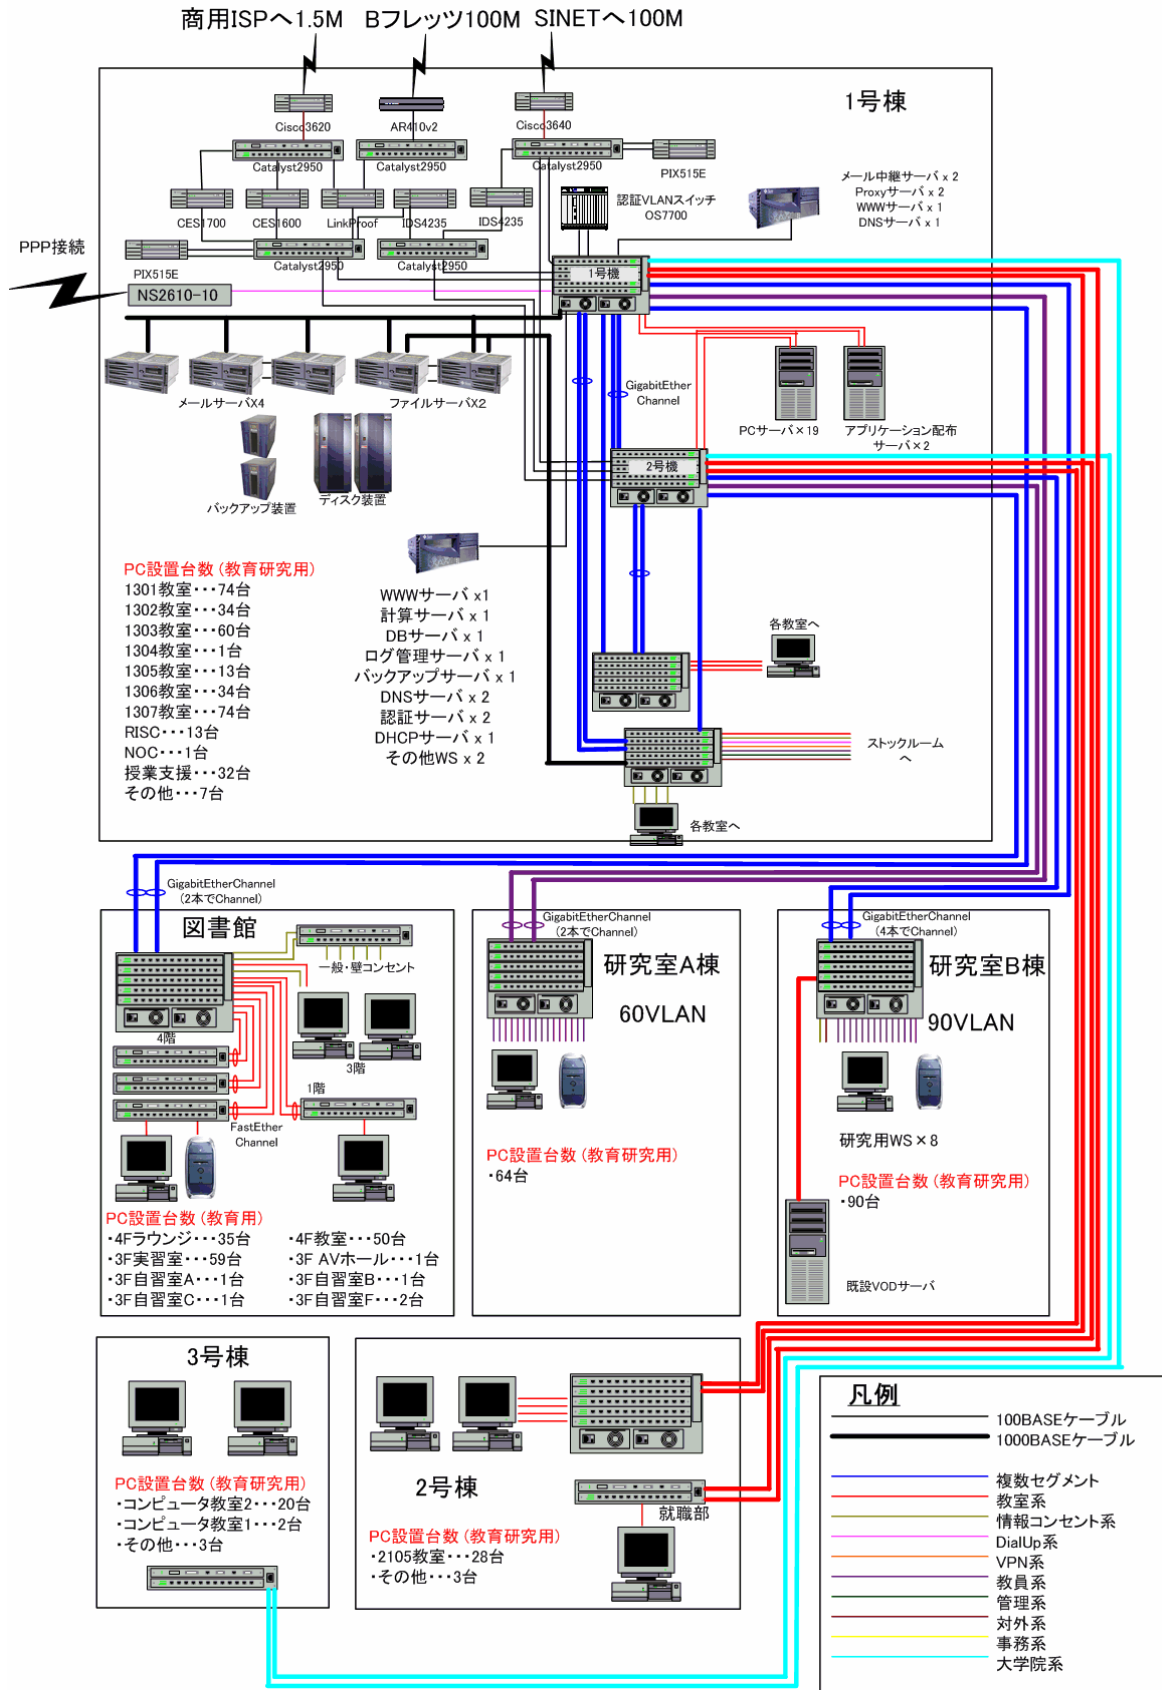 商用ISPへ1.5M Bフレッツ100M SINETへ100M
1号棟
Cisco3620
AR410v2
Cisco3640
Catalyst2950
Catalyst2950
Catalyst2950
PIX515E
CES1700
CES1600
LinkProof
IDS4235
IDS4235
認証VLANスイッチ
OS7700
メール中継サーバ x 2
Proxyサーバ x 2
WWWサーバ x 1
DNSサーバ x 1
PPP接続
PIX515E
Catalyst2950
Catalyst2950
1号機
NS2610-10
メールサーバX4
ファイルサーバX2
GigabitEther
Channel
PCサーバ×19
アプリケーション配布
サーバ×2
バックアップ装置
ディスク装置
2号機
PC設置台数 (教育研究用)
1301教室・・・74台
1302教室・・・34台
1303教室・・・60台
1304教室・・・1台
1305教室・・・13台
1306教室・・・34台
1307教室・・・74台
RISC・・・13台
NOC・・・1台
授業支援・・・32台
その他・・・7台
WWWサーバ x1
計算サーバ x 1
DBサーバ x 1
ログ管理サーバ x 1
バックアップサーバ x 1
DNSサーバ x 2
認証サーバ x 2
DHCPサーバ x 1
その他WS x 2
各教室へ
ストックルーム
へ
各教室へ
GigabitEtherChannel
(2本でChannel)
図書館
一般・壁コンセント
4階
3階
1階
FastEther
Channel
PC設置台数 (教育用)
・4Fラウンジ・・・35台
・3F実習室・・・59台
・3F自習室A・・・1台
・3F自習室C・・・1台
・4F教室・・・50台
・3F AVホール・・・1台
・3F自習室B・・・1台
・3F自習室F・・・2台
GigabitEtherChannel
(2本でChannel)
研究室A棟
60VLAN
PC設置台数 (教育研究用)
・64台
GigabitEtherChannel
(4本でChannel)
研究室B棟
90VLAN
研究用WS×8
PC設置台数 (教育研究用)
・90台
既設VODサーバ
3号棟
PC設置台数 (教育研究用)
・コンピュータ教室2・・・20台
・コンピュータ教室1・・・2台
・その他・・・3台
2号棟
就職部
PC設置台数 (教育研究用)
・2105教室・・・28台
・その他・・・3台
凡例
100BASEケーブル
1000BASEケーブル
複数セグメント
教室系
情報コンセント系
DialUp系
VPN系
教員系
管理系
対外系
事務系
大学院系